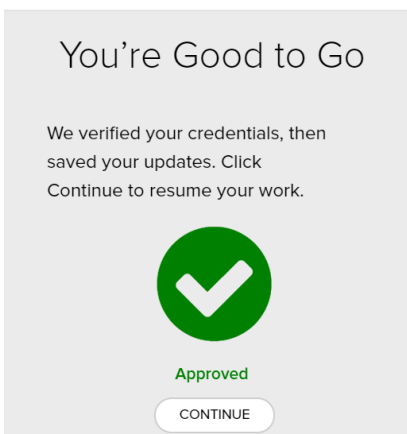 You’re Good to Go
We verified your credentials, then
saved your updates. Click
Continue to resume your work.
Approved
CONTINUE